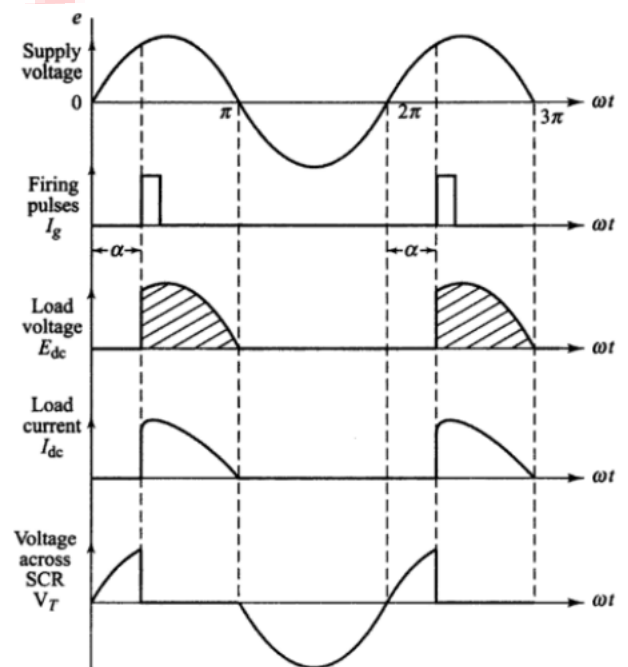 e
Supply
voltage
0
π
2π
3π
ωt
Firing
pulses
I_g
ωt
α
α
Load
voltage
E_dc
ωt
Load
current
I_dc
ωt
Voltage
across
SCR
V_T
ωt